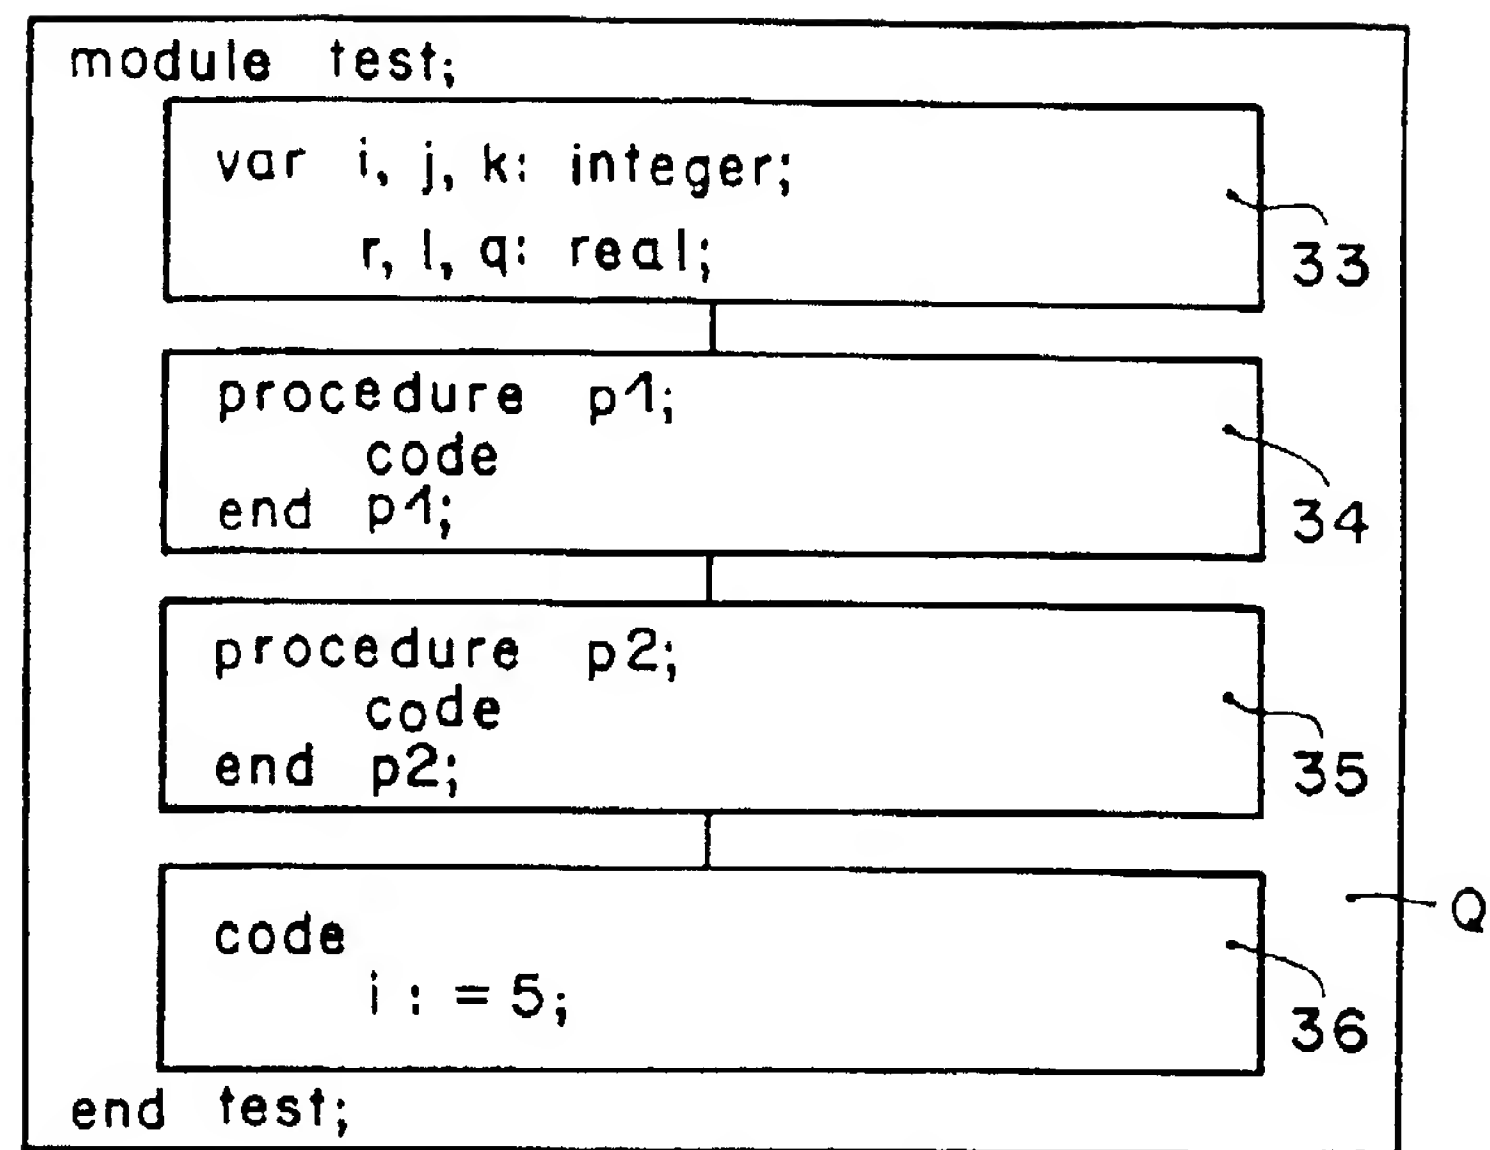 module test;
var i, j, k: integer;
r, l, q: real;
33
procedure p1;
code
end p1;
34
procedure p2;
code
end p2;
35
Q
code
i := 5;
36
end test;